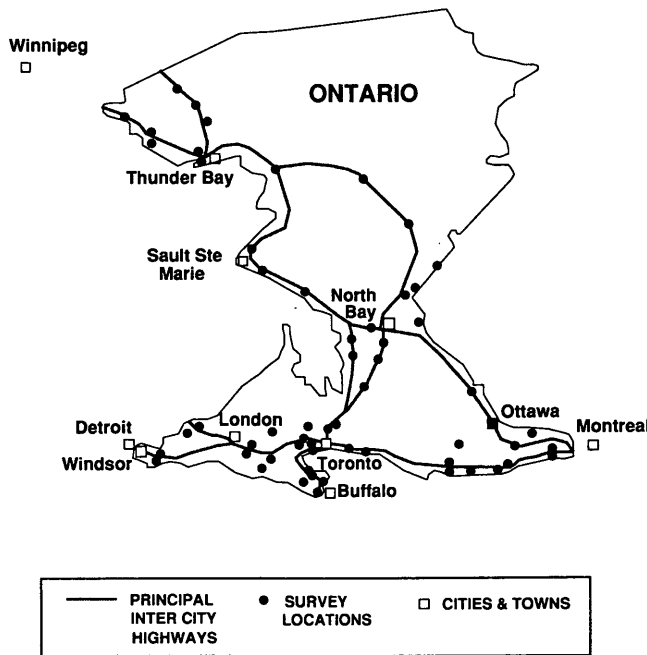 Winnipeg
ONTARIO
Thunder Bay
Sault Ste
Marie
North
Bay
Detroit
London
Ottawa
Montreal
Windsor
Toronto
Buffalo
PRINCIPAL
INTER CITY
HIGHWAYS
SURVEY
LOCATIONS
CITIES & TOWNS